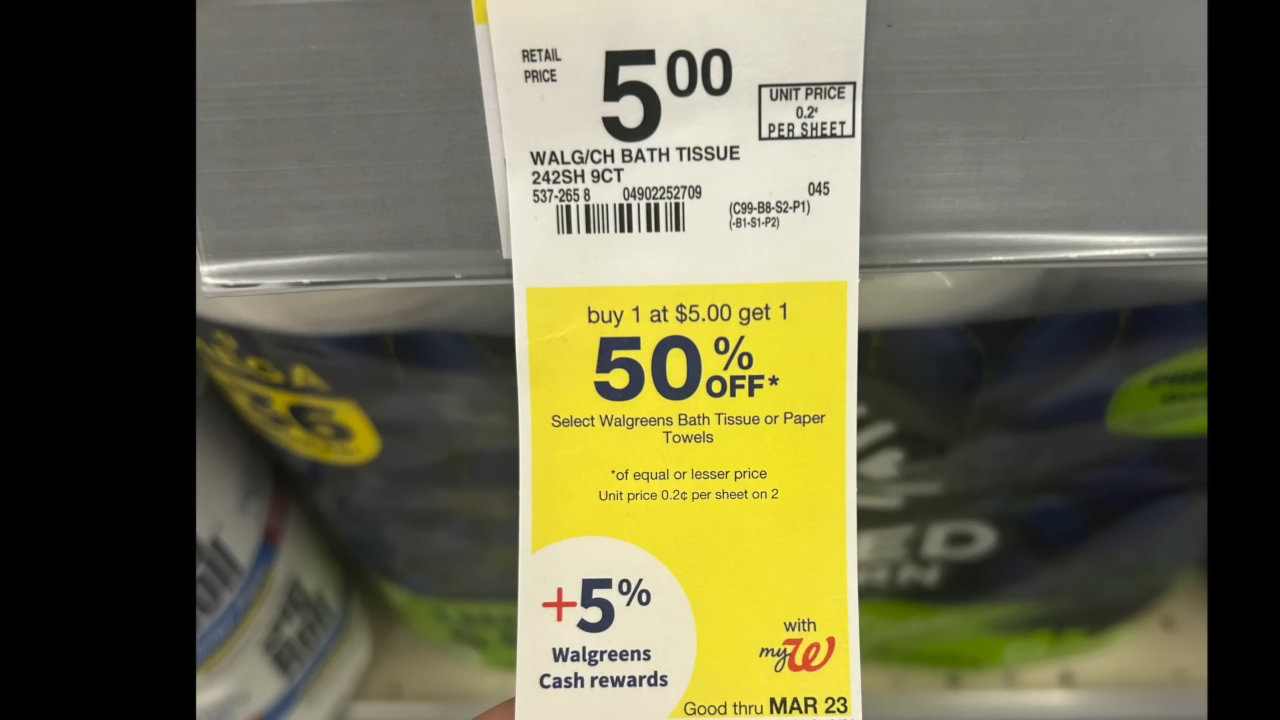 RETAIL
PRICE
5.00
UNIT PRICE
0.2¢
PER SHEET
WALG/CH BATH TISSUE
242SH 9CT
537-265 8 04902252709
045
(C99-B8-S2-P1)
(-B1-S1-P2)
buy 1 at $5.00 get 1
50% OFF*
Select Walgreens Bath Tissue or Paper
Towels
*of equal or lesser price
Unit price 0.2¢ per sheet on 2
+5%
Walgreens
Cash rewards
with
myW
Good thru MAR 23